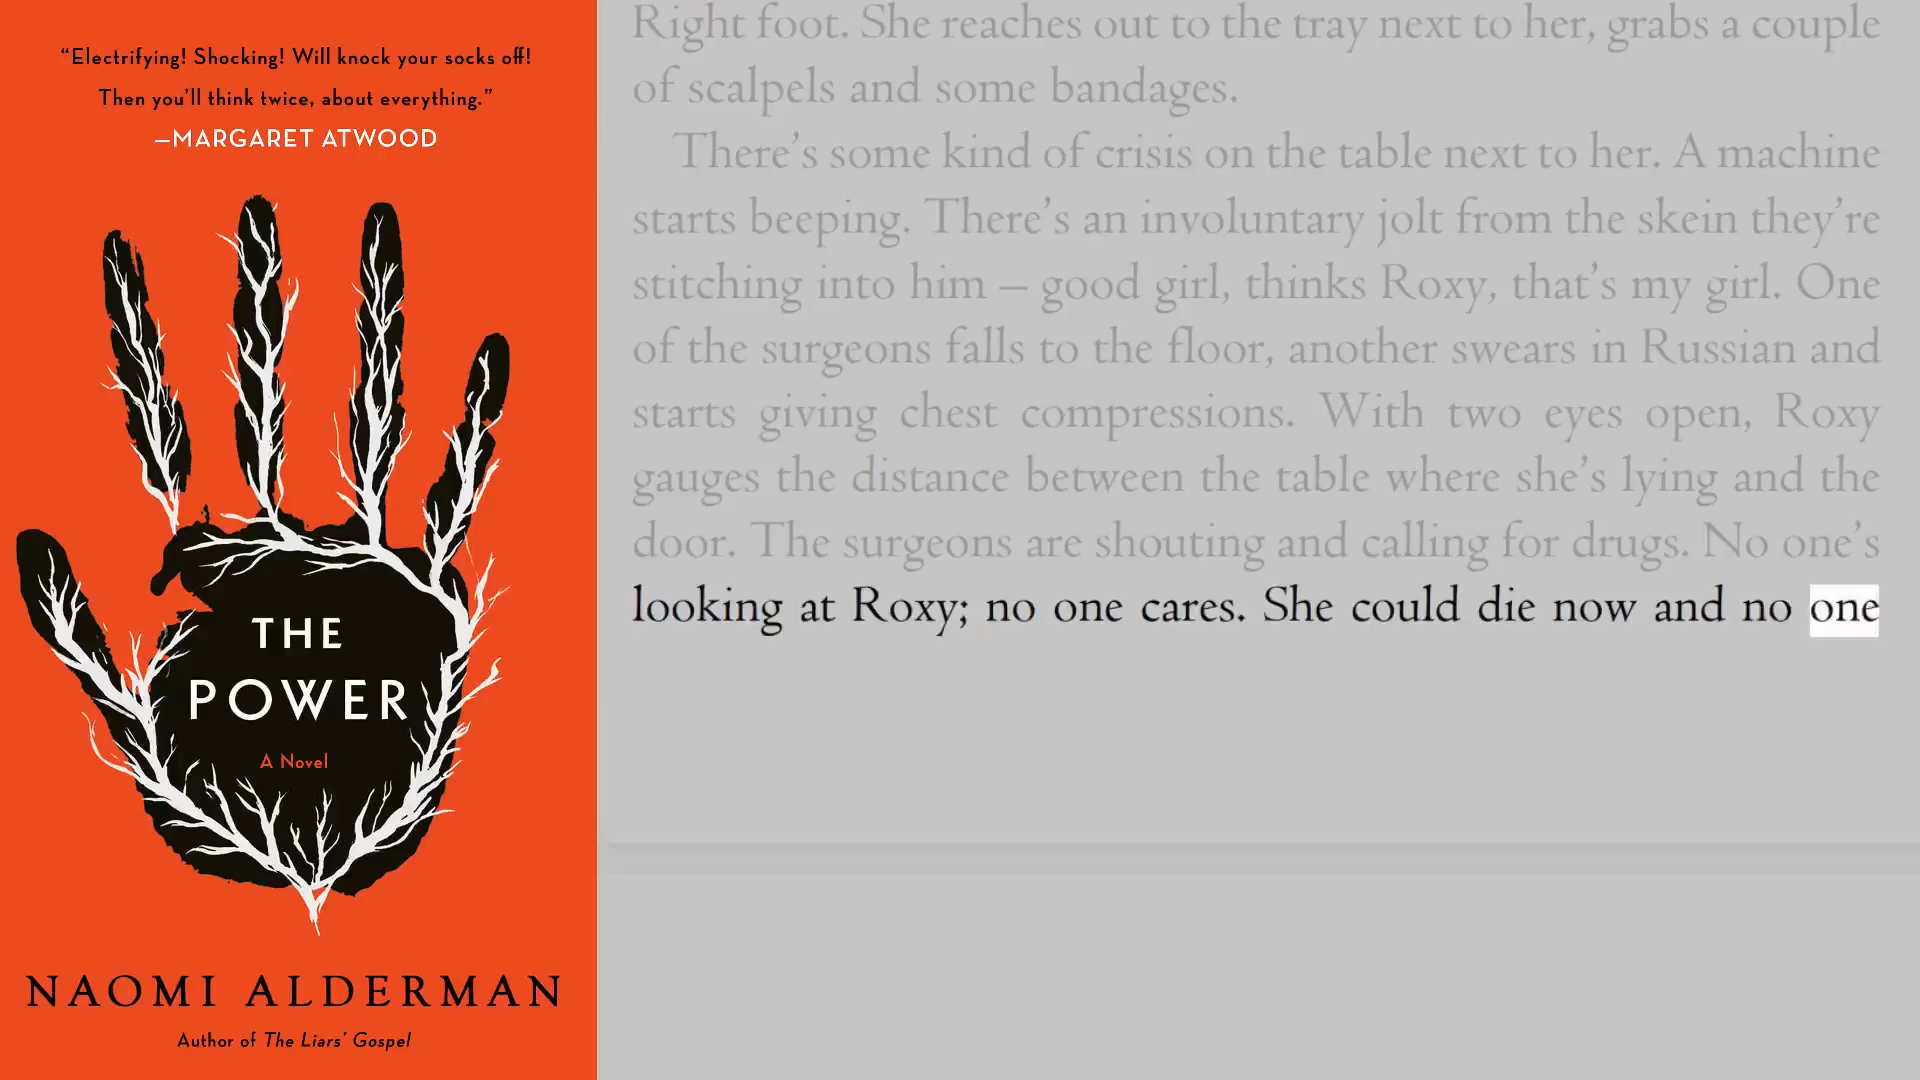 “Electrifying! Shocking! Will knock your socks off!
Then you’ll think twice, about everything.”
—MARGARET ATWOOD
THE
POWER
A Novel
NAOMI ALDERMAN
Author of The Liars’ Gospel
Right foot. She reaches out to the tray next to her, grabs a couple
of scalpels and some bandages.
There’s some kind of crisis on the table next to her. A machine
starts beeping. There’s an involuntary jolt from the skein they’re
stitching into him – good girl, thinks Roxy, that’s my girl. One
of the surgeons falls to the floor, another swears in Russian and
starts giving chest compressions. With two eyes open, Roxy
gauges the distance between the table where she’s lying and the
door. The surgeons are shouting and calling for drugs. No one’s
looking at Roxy; no one cares. She could die now and no one